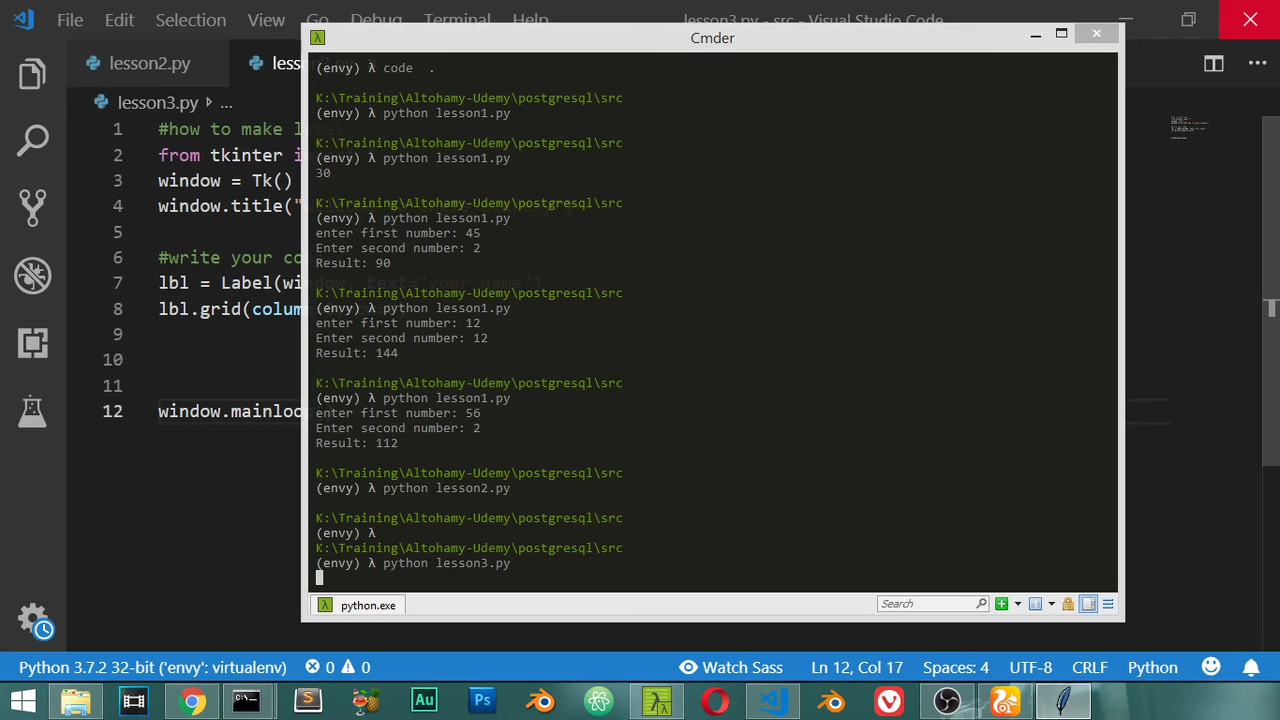 File Edit Selection View Go Debug Terminal Help lesson3.py - src - Visual Studio Code
Cmder
lesson2.py
lesson3.py
...
1 #how to make
2 from tkinter
3 window = Tk()
4 window.title("
5
6 #write your
7 lbl = Label(window, text="your name")
8 lbl.grid(
9
10
11
12 window.mainloo
(envy) λ code .
K:\Training\Altohamy-Udemy\postgresql\src
(envy) λ python lesson1.py
K:\Training\Altohamy-Udemy\postgresql\src
(envy) λ python lesson1.py
30
K:\Training\Altohamy-Udemy\postgresql\src
(envy) λ python lesson1.py
enter first number: 45
Enter second number: 2
Result: 90
K:\Training\Altohamy-Udemy\postgresql\src
(envy) λ python lesson1.py
enter first number: 12
Enter second number: 12
Result: 144
K:\Training\Altohamy-Udemy\postgresql\src
(envy) λ python lesson1.py
enter first number: 56
Enter second number: 2
Result: 112
K:\Training\Altohamy-Udemy\postgresql\src
(envy) λ python lesson2.py
K:\Training\Altohamy-Udemy\postgresql\src
(envy) λ
K:\Training\Altohamy-Udemy\postgresql\src
(envy) λ python lesson3.py
python.exe
Search
Python 3.7.2 32-bit ('envy': virtualenv) 0 0 Watch Sass Ln 12, Col 17 Spaces: 4 UTF-8 CRLF Python
Au Ps